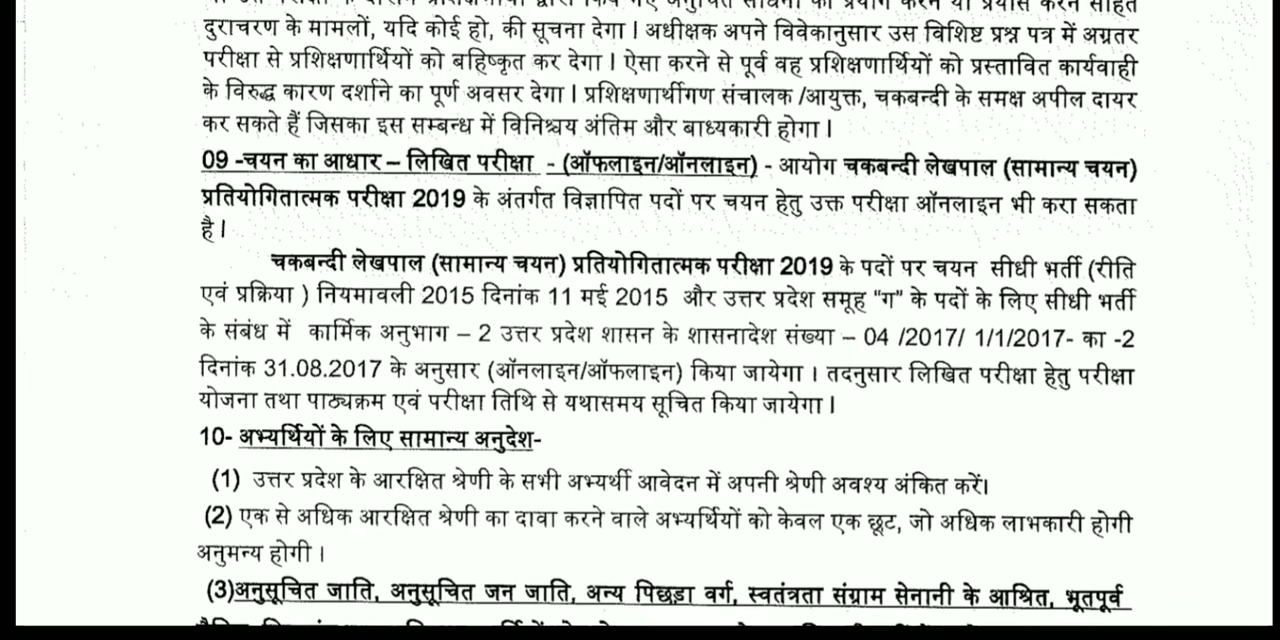 दुराचरण के मामलों, यदि कोई हो, की सूचना देगा । अधीक्षक अपने विवेकानुसार उस विशिष्ट प्रश्न पत्र में अग्रतर
परीक्षा से प्रशिक्षणार्थियों को बहिष्कृत कर देगा । ऐसा करने से पूर्व वह प्रशिक्षणार्थियों को प्रस्तावित कार्यवाही
के विरुद्ध कारण दर्शाने का पूर्ण अवसर देगा । प्रशिक्षणार्थीगण संचालक /आयुक्त, चकबन्दी के समक्ष अपील दायर
कर सकते हैं जिसका इस सम्बन्ध में विनिश्चय अंतिम और बाध्यकारी होगा ।
09 -चयन का आधार – लिखित परीक्षा - (ऑफलाइन/ऑनलाइन) - आयोग चकबन्दी लेखपाल (सामान्य चयन)
प्रतियोगितात्मक परीक्षा 2019 के अंतर्गत विज्ञापित पदों पर चयन हेतु उक्त परीक्षा ऑनलाइन भी करा सकता
है ।
चकबन्दी लेखपाल (सामान्य चयन) प्रतियोगितात्मक परीक्षा 2019 के पदों पर चयन सीधी भर्ती (रीति
एवं प्रक्रिया ) नियमावली 2015 दिनांक 11 मई 2015 और उत्तर प्रदेश समूह “ग” के पदों के लिए सीधी भर्ती
के संबंध में कार्मिक अनुभाग – 2 उत्तर प्रदेश शासन के शासनादेश संख्या – 04 /2017/ 1/1/2017- का -2
दिनांक 31.08.2017 के अनुसार (ऑनलाइन/ऑफलाइन) किया जायेगा । तदनुसार लिखित परीक्षा हेतु परीक्षा
योजना तथा पाठ्यक्रम एवं परीक्षा तिथि से यथासमय सूचित किया जायेगा ।
10- अभ्यर्थियों के लिए सामान्य अनुदेश-
(1) उत्तर प्रदेश के आरक्षित श्रेणी के सभी अभ्यर्थी आवेदन में अपनी श्रेणी अवश्य अंकित करें।
(2) एक से अधिक आरक्षित श्रेणी का दावा करने वाले अभ्यर्थियों को केवल एक छूट, जो अधिक लाभकारी होगी
अनुमन्य होगी ।
(3)अनुसूचित जाति, अनुसूचित जन जाति, अन्य पिछड़ा वर्ग, स्वतंत्रता संग्राम सेनानी के आश्रित, भूतपूर्व